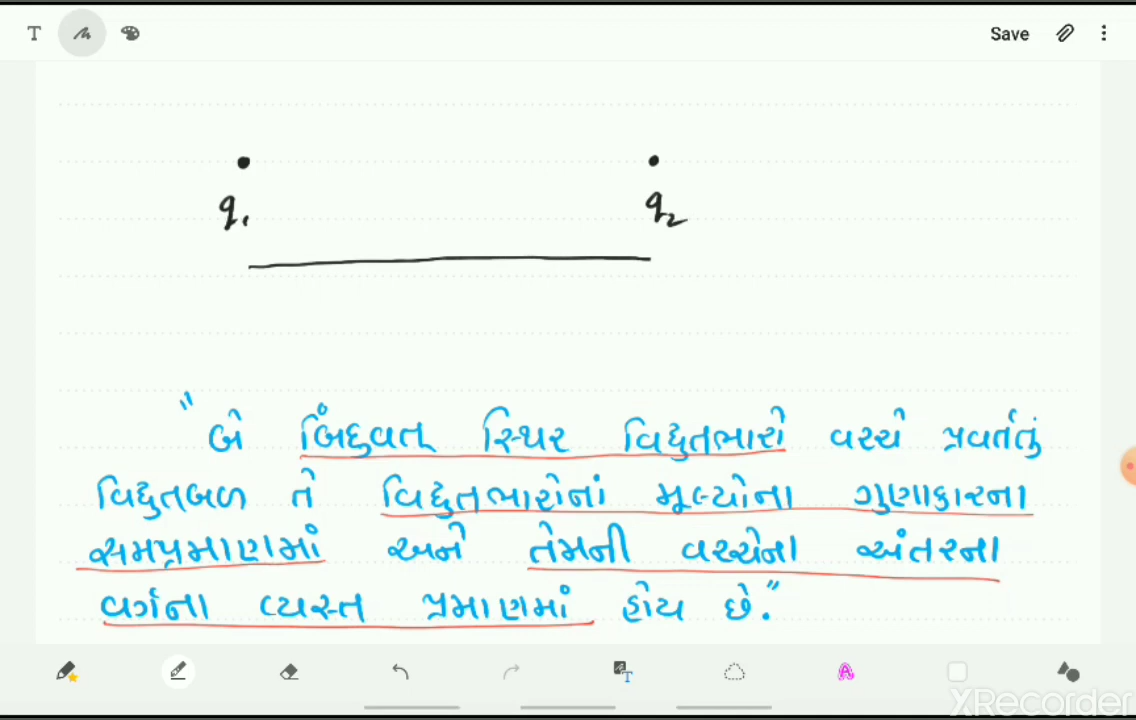 T
Save
q1 q2
"બે બિંદુવત્ સ્થિર વિદ્યુતભારો વચ્ચે પ્રવર્તતું
વિદ્યુતબળ તે વિદ્યુતભારોનાં મૂલ્યોના ગુણાકારના
સમપ્રમાણમાં અને તેમની વચ્ચેના અંતરના
વર્ગના વ્યસ્ત પ્રમાણમાં હોય છે."
T
A
XRecorder